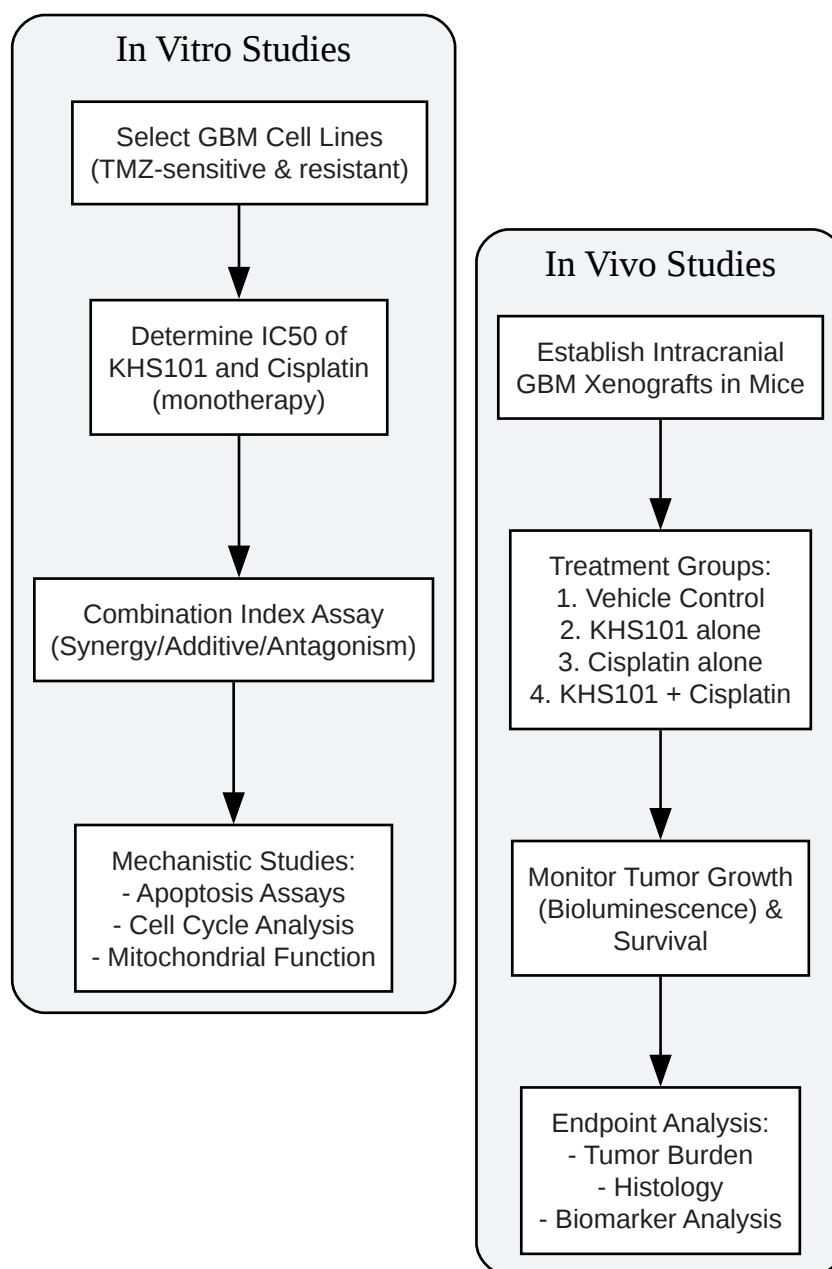 In Vitro Studies
Select GBM Cell Lines
(TMZ-sensitive & resistant)
Determine IC50 of
KHS101 and Cisplatin
(monotherapy)
Combination Index Assay
(Synergy/Additive/Antagonism)
Mechanistic Studies:
- Apoptosis Assays
- Cell Cycle Analysis
- Mitochondrial Function
In Vivo Studies
Establish Intracranial
GBM Xenografts in Mice
Treatment Groups:
1. Vehicle Control
2. KHS101 alone
3. Cisplatin alone
4. KHS101 + Cisplatin
Monitor Tumor Growth
(Bioluminescence) &
Survival
Endpoint Analysis:
- Tumor Burden
- Histology
- Biomarker Analysis